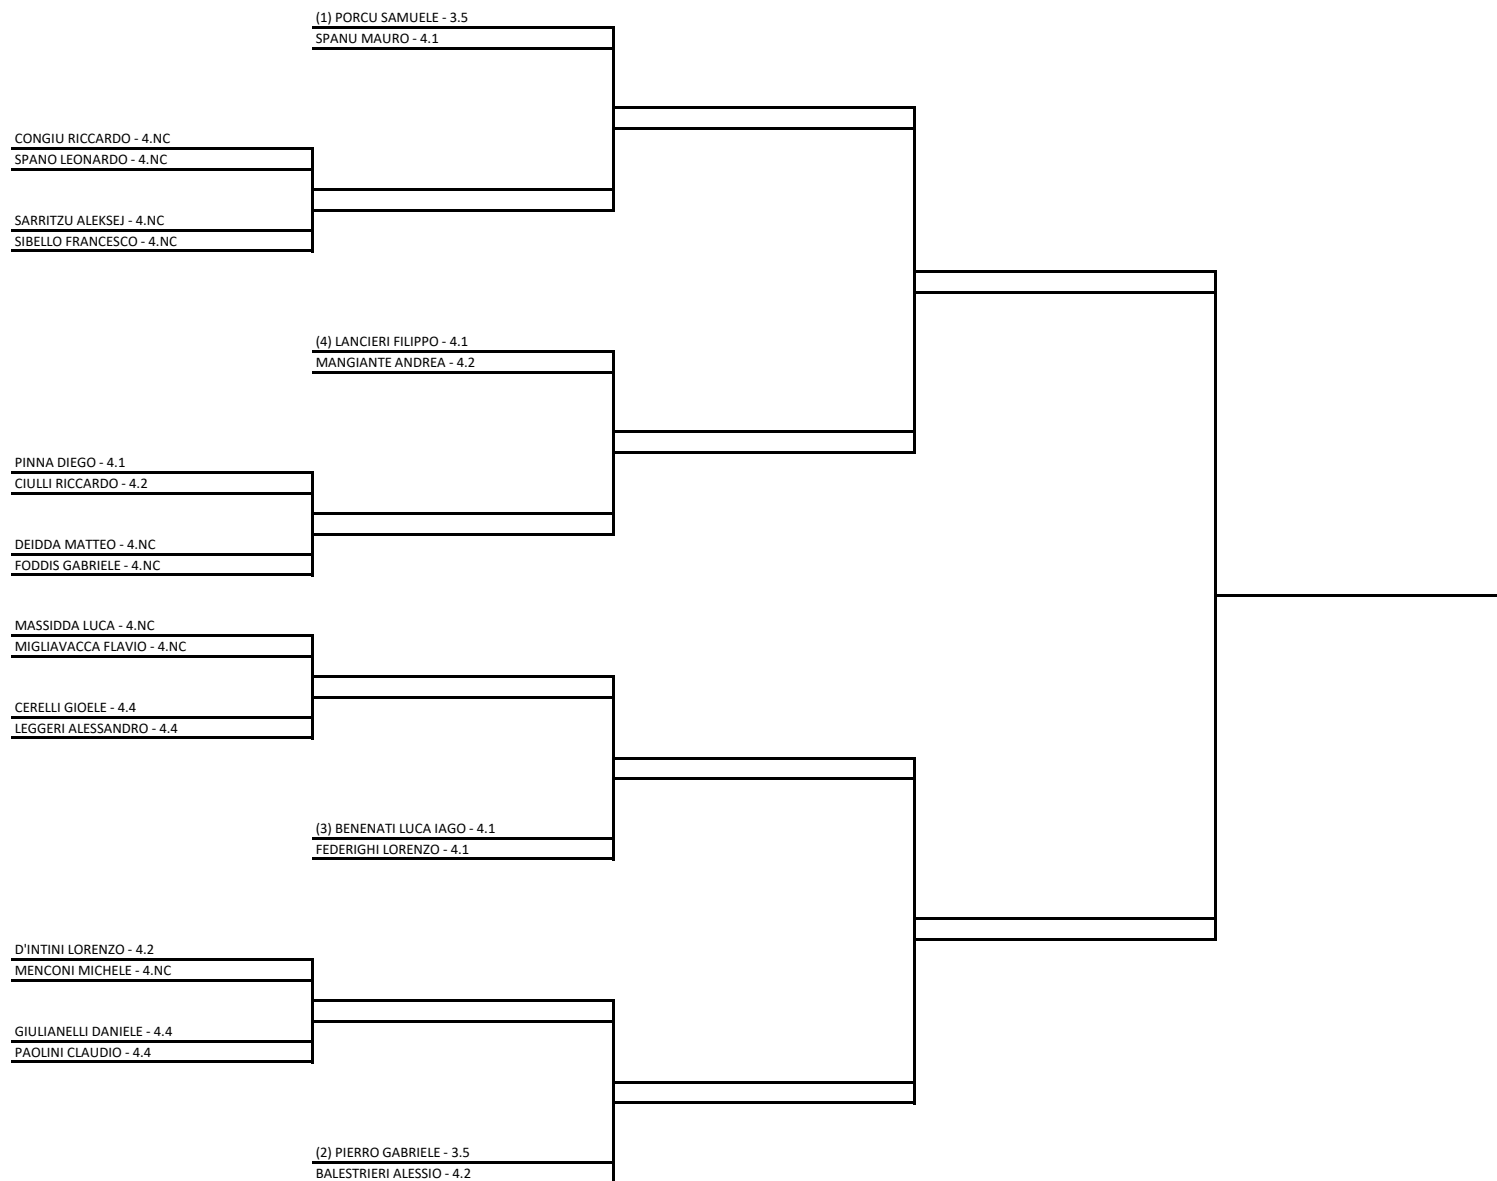 (1) PORCU SAMUELE - 3.5
SPANU MAURO - 4.1
CONGIU RICCARDO - 4.NC
SPANO LEONARDO - 4.NC
SARRITZU ALEKSEJ - 4.NC
SIBELLO FRANCESCO - 4.NC
(4) LANCIERI FILIPPO - 4.1
MANGIANTE ANDREA - 4.2
PINNA DIEGO - 4.1
CIULLI RICCARDO - 4.2
DEIDDA MATTEO - 4.NC
FODDIS GABRIELE - 4.NC
MASSIDDA LUCA - 4.NC
MIGLIAVACCA FLAVIO - 4.NC
CERELLI GIOELE - 4.4
LEGGERI ALESSANDRO - 4.4
(3) BENENATI LUCA IAGO - 4.1
FEDERIGHI LORENZO - 4.1
D'INTINI LORENZO - 4.2
MENCONI MICHELE - 4.NC
GIULIANELLI DANIELE - 4.4
PAOLINI CLAUDIO - 4.4
(2) PIERRO GABRIELE - 3.5
BALESTRIERI ALESSIO - 4.2